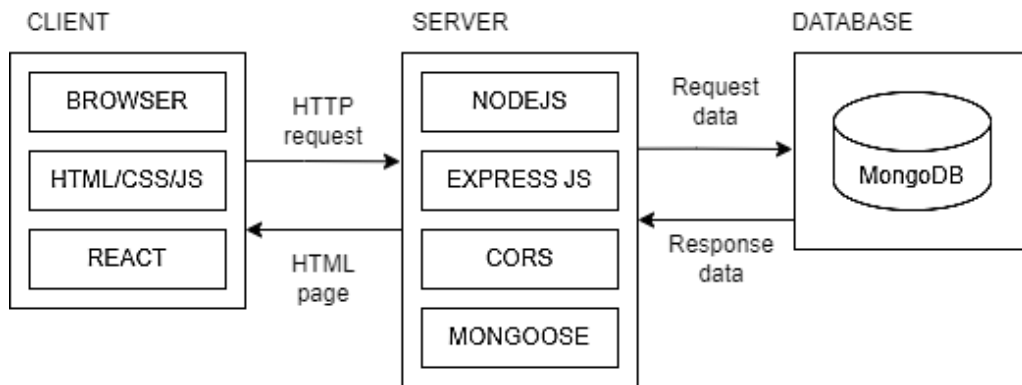 CLIENT
SERVER
DATABASE
BROWSER
HTML/CSS/JS
REACT
HTTP
request
HTML
page
NODEJS
EXPRESS JS
CORS
MONGOOSE
Request
data
Response
data
MongoDB